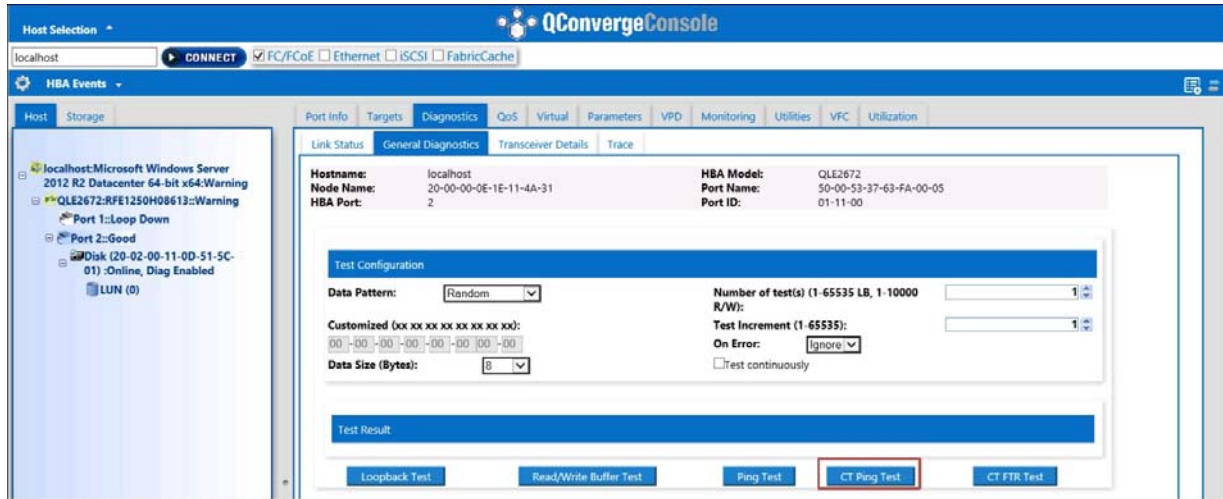 QConvergeConsole
Host Selection
localhost
CONNECT
FC/FCoE Ethernet iSCSI FabricCache
HBA Events
Host Storage
Port Info Targets Diagnostics QoS Virtual Parameters VPD Monitoring Utilities VFC Utilization
Link Status General Diagnostics Transceiver Details Trace
localhost:Microsoft Windows Server
2012 R2 Datacenter 64-bit x64:Warning
QLE2672:RFE1250H08613::Warning
Port 1::Loop Down
Port 2::Good
Disk (20-02-00-11-0D-51-5C-
01) :Online, Diag Enabled
LUN (0)
Hostname: localhost HBA Model: QLE2672
Node Name: 20-00-00-0E-1E-11-4A-31 Port Name: 50-00-53-37-63-FA-00-05
HBA Port: 2 Port ID: 01-11-00
Test Configuration
Data Pattern: Random
Number of test(s) (1-65535 LB, 1-10000
R/W): 1
Customized (xx xx xx xx xx xx xx xx):
00 -00 -00 -00 -00 -00 00 -00
Test Increment (1-65535): 1
On Error: Ignore
Data Size (Bytes): 8
Test continuously
Test Result
Loopback Test Read/Write Buffer Test Ping Test CT Ping Test CT FTR Test